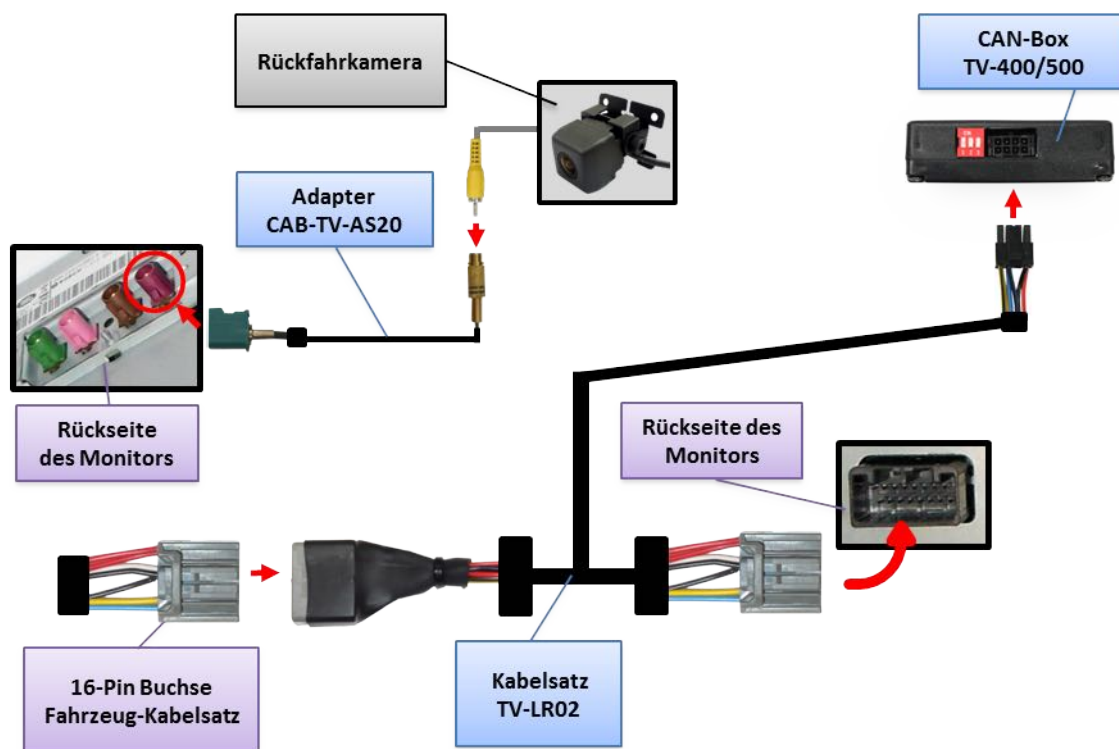 Rückfahrkamera
CAN-Box
TV-400/500
Adapter
CAB-TV-AS20
Rückseite
des Monitors
Rückseite des
Monitors
16-Pin Buchse
Fahrzeug-Kabelsatz
Kabelsatz
TV-LR02